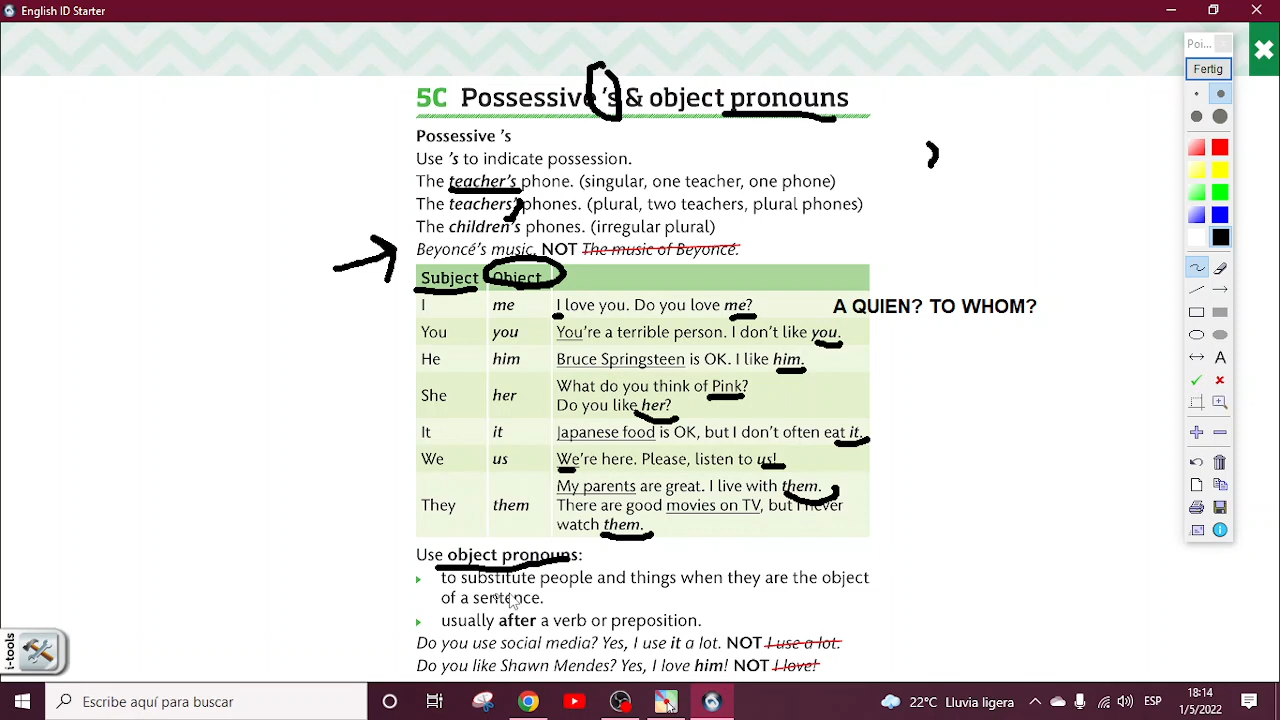 English ID Starter
Poi...
Fertig
5C Possessive 's & object pronouns
Possessive 's
Use 's to indicate possession.
The teacher's phone. (singular, one teacher, one phone)
The teachers' phones. (plural, two teachers, plural phones)
The children's phones. (irregular plural)
Beyoncé's music. NOT The music of Beyoncé.
Subject Object
I me I love you. Do you love me?
A QUIEN? TO WHOM?
You you You're a terrible person. I don't like you.
He him Bruce Springsteen is OK. I like him.
She her What do you think of Pink?
Do you like her?
It it Japanese food is OK, but I don't often eat it.
We us We're here. Please, listen to us!
They them My parents are great. I live with them.
There are good movies on TV, but I never
watch them.
Use object pronouns:
to substitute people and things when they are the object
of a sentence.
usually after a verb or preposition.
Do you use social media? Yes, I use it a lot. NOT I use a lot.
Do you like Shawn Mendes? Yes, I love him! NOT I love!
i-tools
A
Escribe aquí para buscar
22°C Lluvia ligera
ESP
18:14
1/5/2022